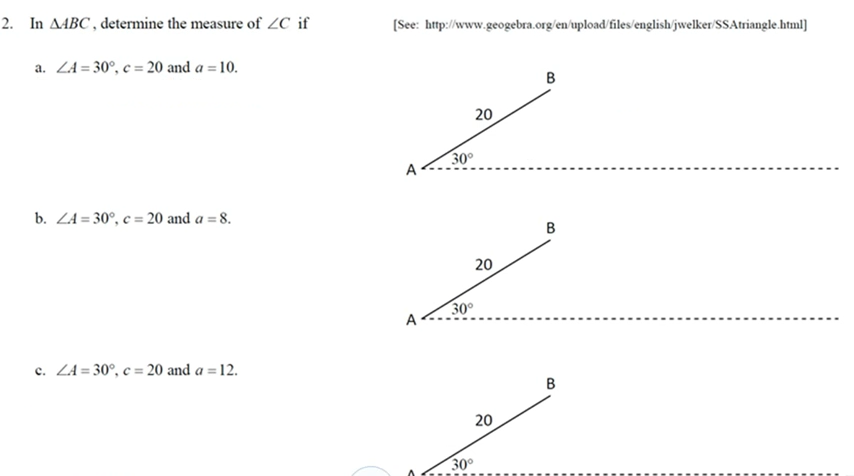 2. In ΔABC, determine the measure of ∠C if [See: http://www.geogebra.org/en/upload/files/english/jwelker/SSAtriangle.html]
a. ∠A = 30°, c = 20 and a = 10.
B
20
30°
A
b. ∠A = 30°, c = 20 and a = 8.
B
20
30°
A
c. ∠A = 30°, c = 20 and a = 12.
B
20
30°
A